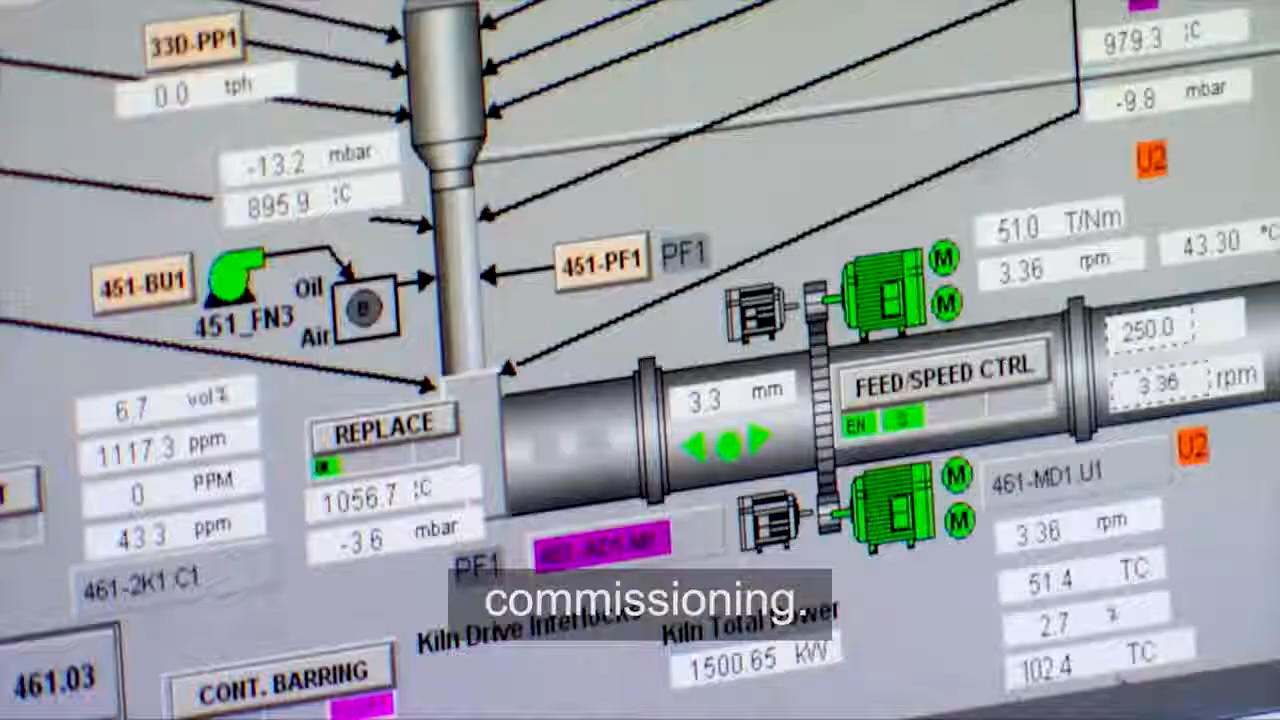 330-PP1
0.0 tph
979.3 °C
-9.8 mbar
-13.2 mbar
895.9 °C
U2
51.0 T/Nm
3.36 rpm
43.30 °C
451-BU1
451_FN3
Oil
Air
451-PF1 PF1
M
M
250.0
3.36 rpm
6.7 vol%
1117.3 ppm
0 PPM
43.3 ppm
461-2K1.C1
REPLACE
1056.7 °C
-3.6 mbar
3.3 mm
FEED/SPEED CTRL
EN
M
M
U2
461-MD1.U1
3.36 rpm
51.4 TC
2.7 %
102.4 TC
PF1
commissioning.
Kiln Drive Interlocks
Kiln Total Power
1500.65 kW
461.03
CONT. BARRING